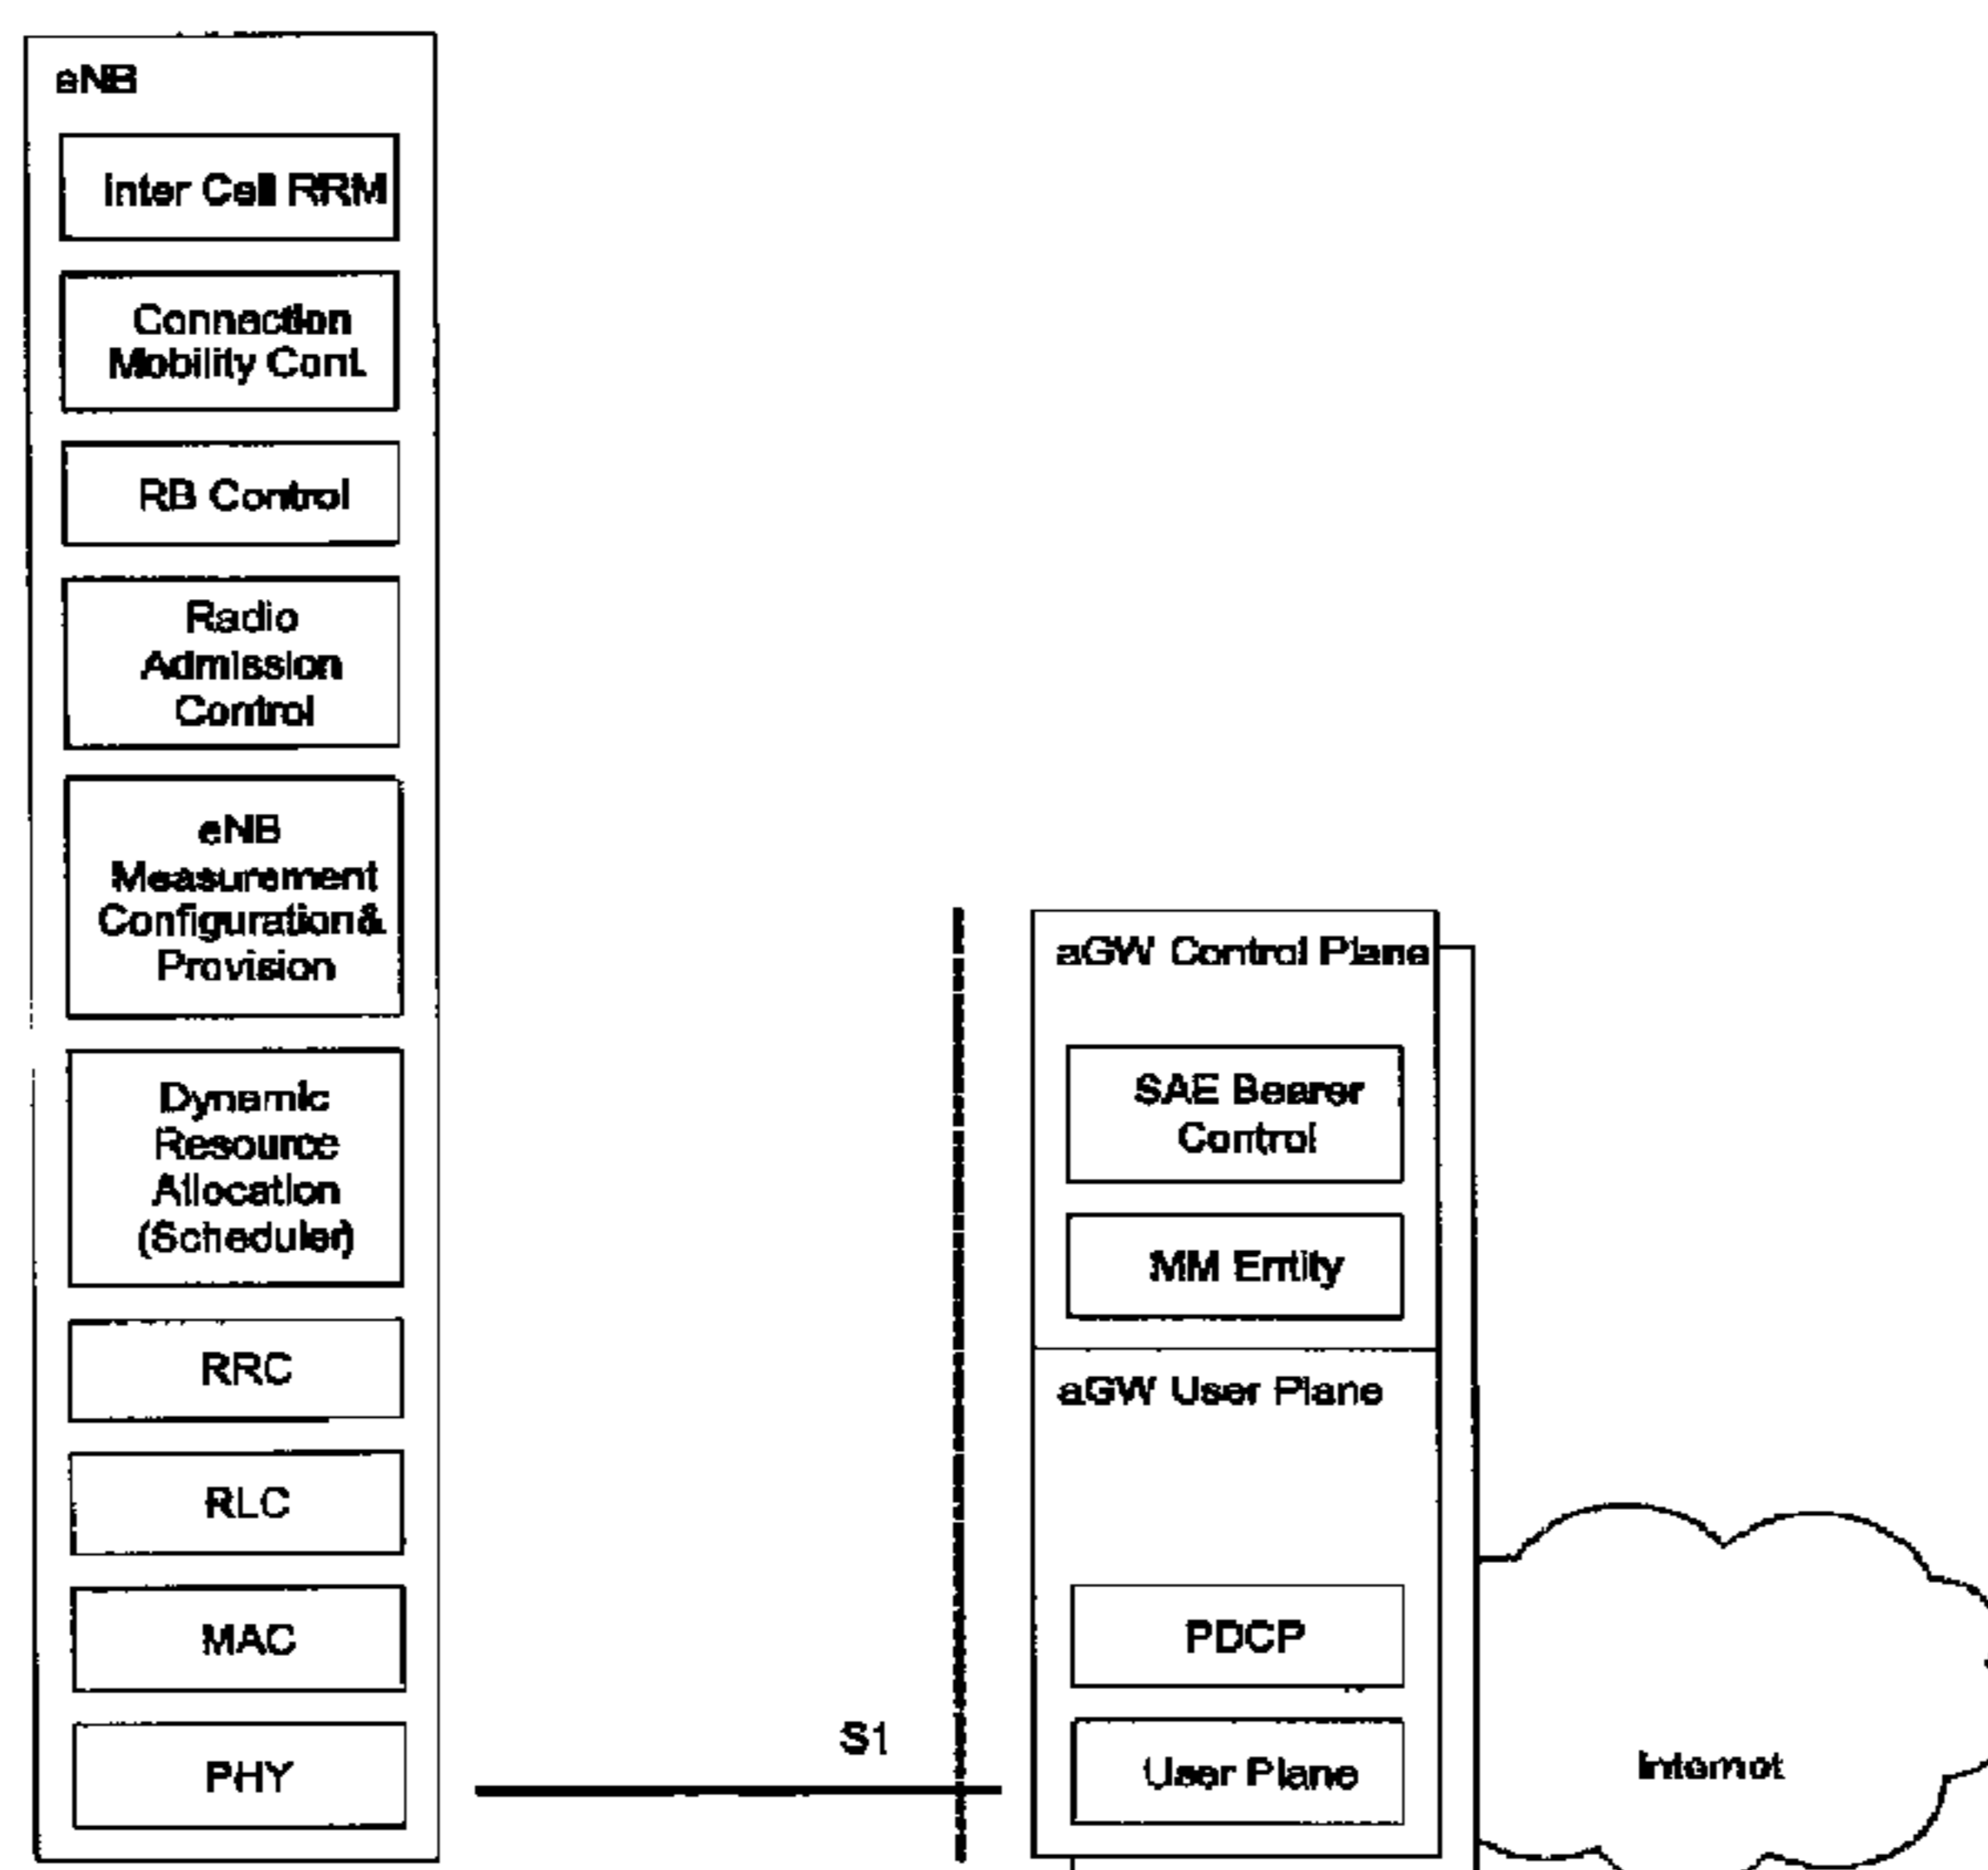 eNB
Inter Cell RRM
Connection
Mobility Cont.
RB Control
Radio
Admission
Control
eNB
Measurement
Configuration&
Provision
Dynamic
Resource
Allocation
(Scheduler)
RRC
RLC
MAC
PHY
S1
aGW Control Plane
SAE Bearer
Control
MM Entity
aGW User Plane
PDCP
User Plane
Internet